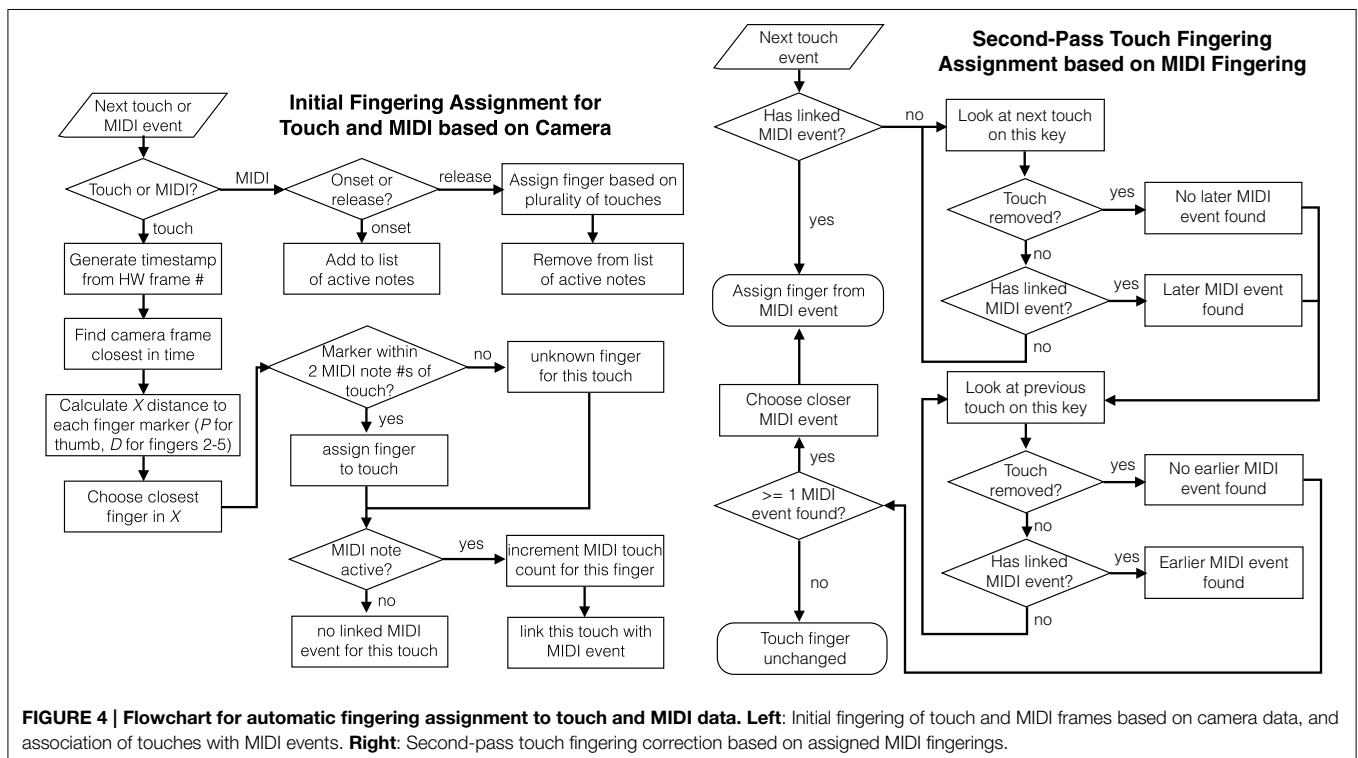 Initial Fingering Assignment for
Touch and MIDI based on Camera
Next touch or
MIDI event
Touch or MIDI?
MIDI
touch
Onset or
release?
release
onset
Assign finger based on
plurality of touches
Remove from list
of active notes
Add to list
of active notes
Generate timestamp
from HW frame #
Find camera frame
closest in time
Calculate X distance to
each finger marker (P for
thumb, D for fingers 2-5)
Choose closest
finger in X
Marker within
2 MIDI note #s of
touch?
no
yes
unknown finger
for this touch
assign finger
to touch
MIDI note
active?
yes
no
increment MIDI touch
count for this finger
link this touch with
MIDI event
no linked MIDI
event for this touch
Second-Pass Touch Fingering
Assignment based on MIDI Fingering
Next touch
event
Has linked
MIDI event?
no
yes
Look at next touch
on this key
Touch
removed?
yes
no
No later MIDI
event found
Has linked
MIDI event?
yes
no
Later MIDI event
found
Assign finger from
MIDI event
Choose closer
MIDI event
yes
>= 1 MIDI
event found?
no
Touch finger
unchanged
Look at previous
touch on this key
Touch
removed?
yes
no
No earlier MIDI
event found
Has linked
MIDI event?
yes
no
Earlier MIDI event
found
FIGURE 4 | Flowchart for automatic fingering assignment to touch and MIDI data. Left: Initial fingering of touch and MIDI frames based on camera data, and
association of touches with MIDI events. Right: Second-pass touch fingering correction based on assigned MIDI fingerings.